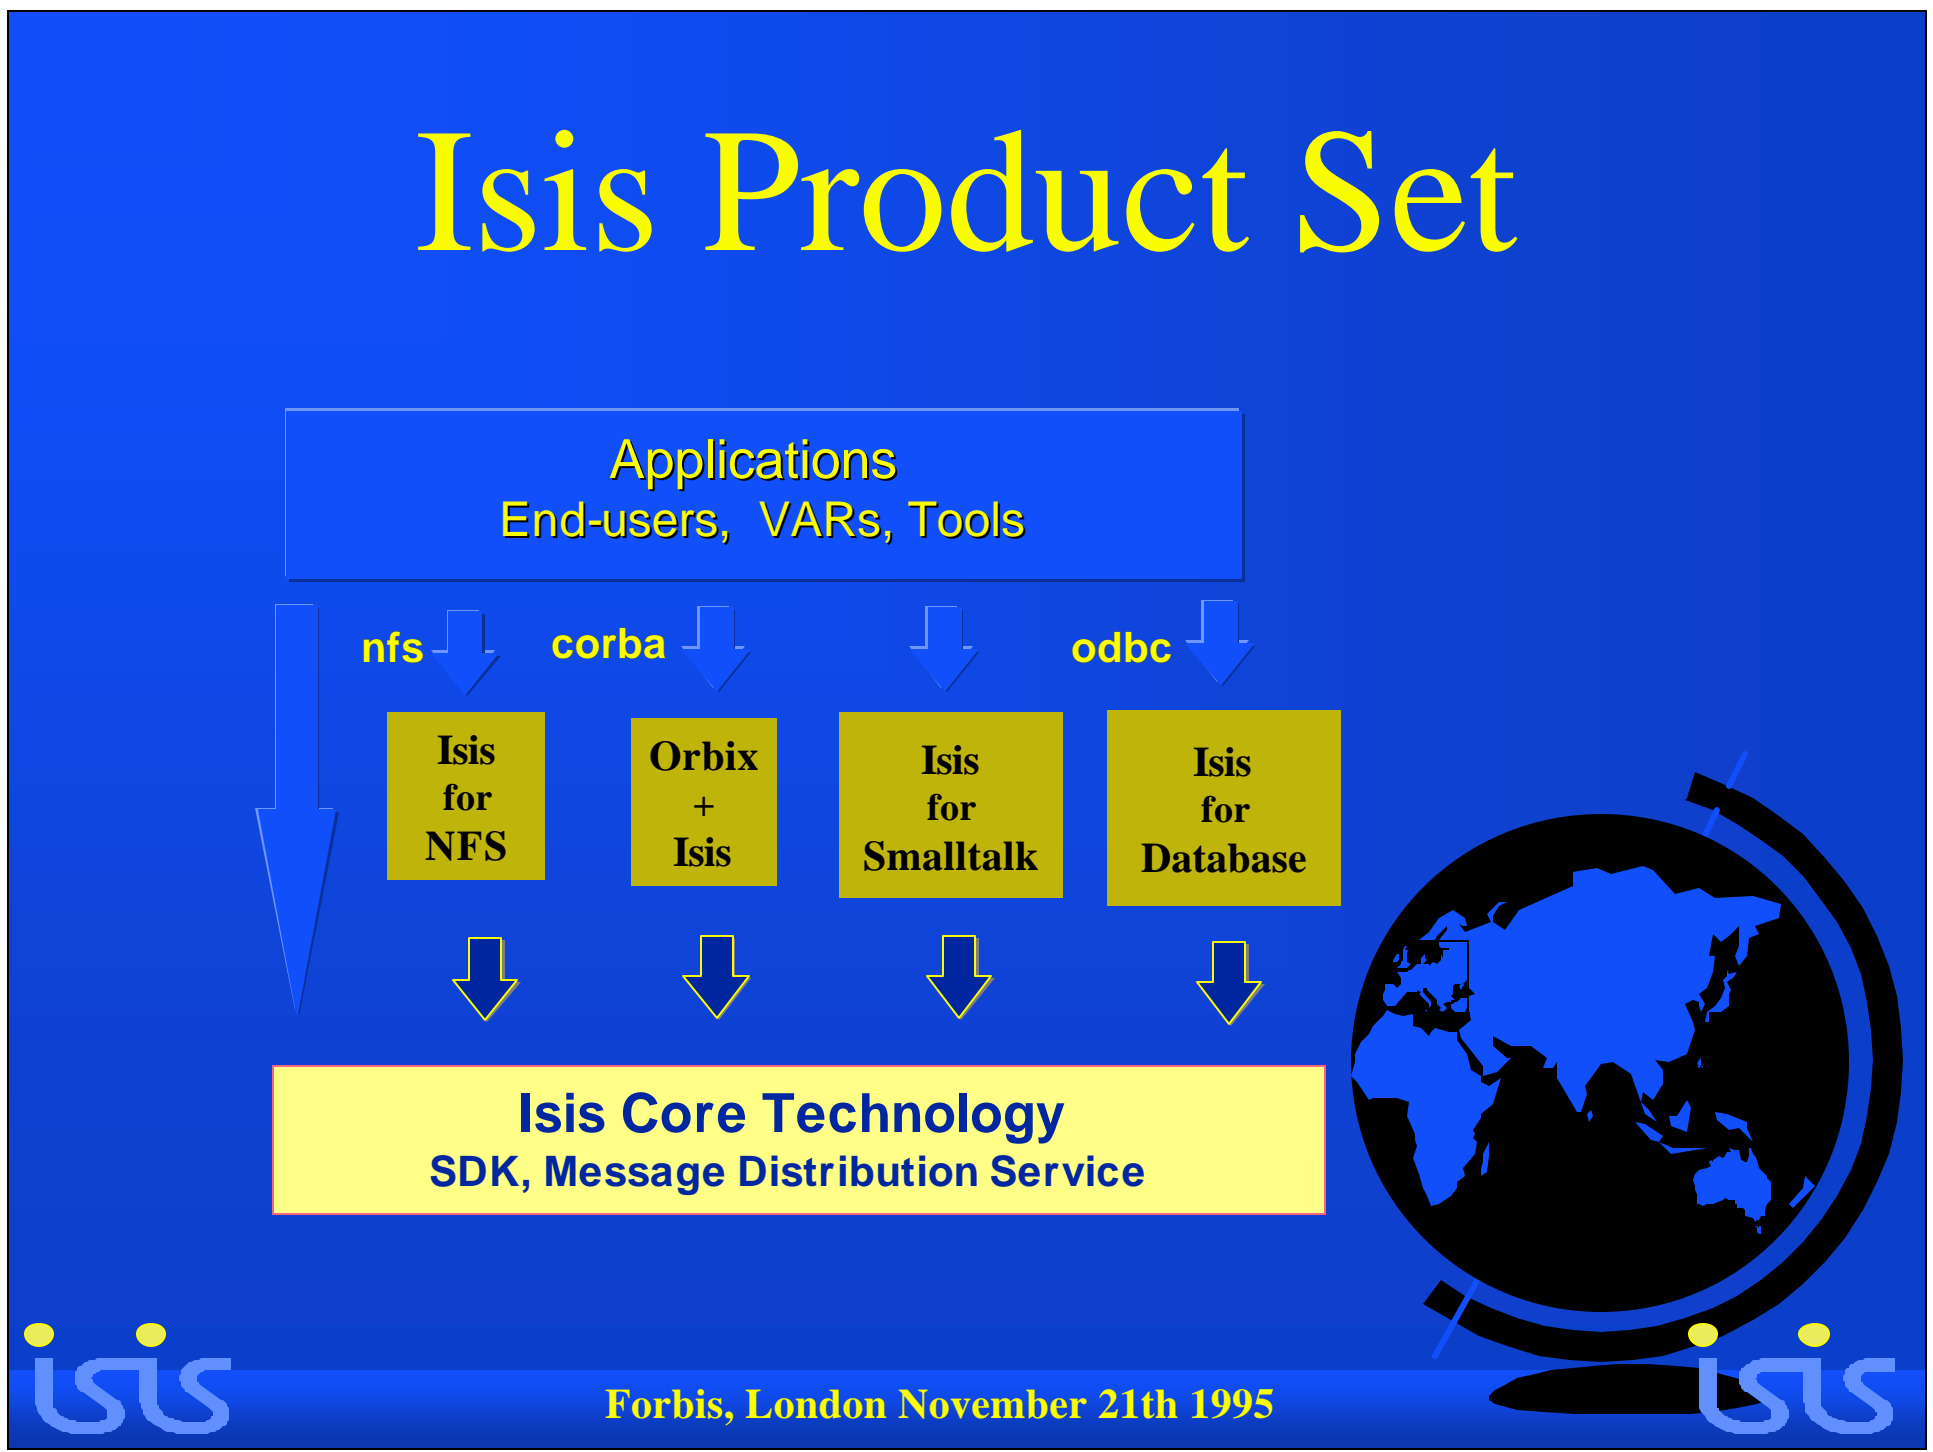 Isis Product Set
Applications
End-users, VARs, Tools
nfs
corba
odbc
Isis
for
NFS
Orbix
+
Isis
Isis
for
Smalltalk
Isis
for
Database
Isis Core Technology
SDK, Message Distribution Service
isis
Forbis, London November 21th 1995
isis